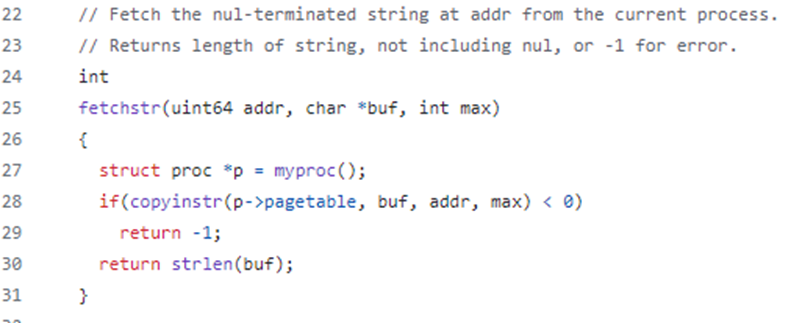 22 // Fetch the nul-terminated string at addr from the current process.
23 // Returns length of string, not including nul, or -1 for error.
24 int
25 fetchstr(uint64 addr, char *buf, int max)
26 {
27 struct proc *p = myproc();
28 if(copyinstr(p->pagetable, buf, addr, max) < 0)
29 return -1;
30 return strlen(buf);
31 }